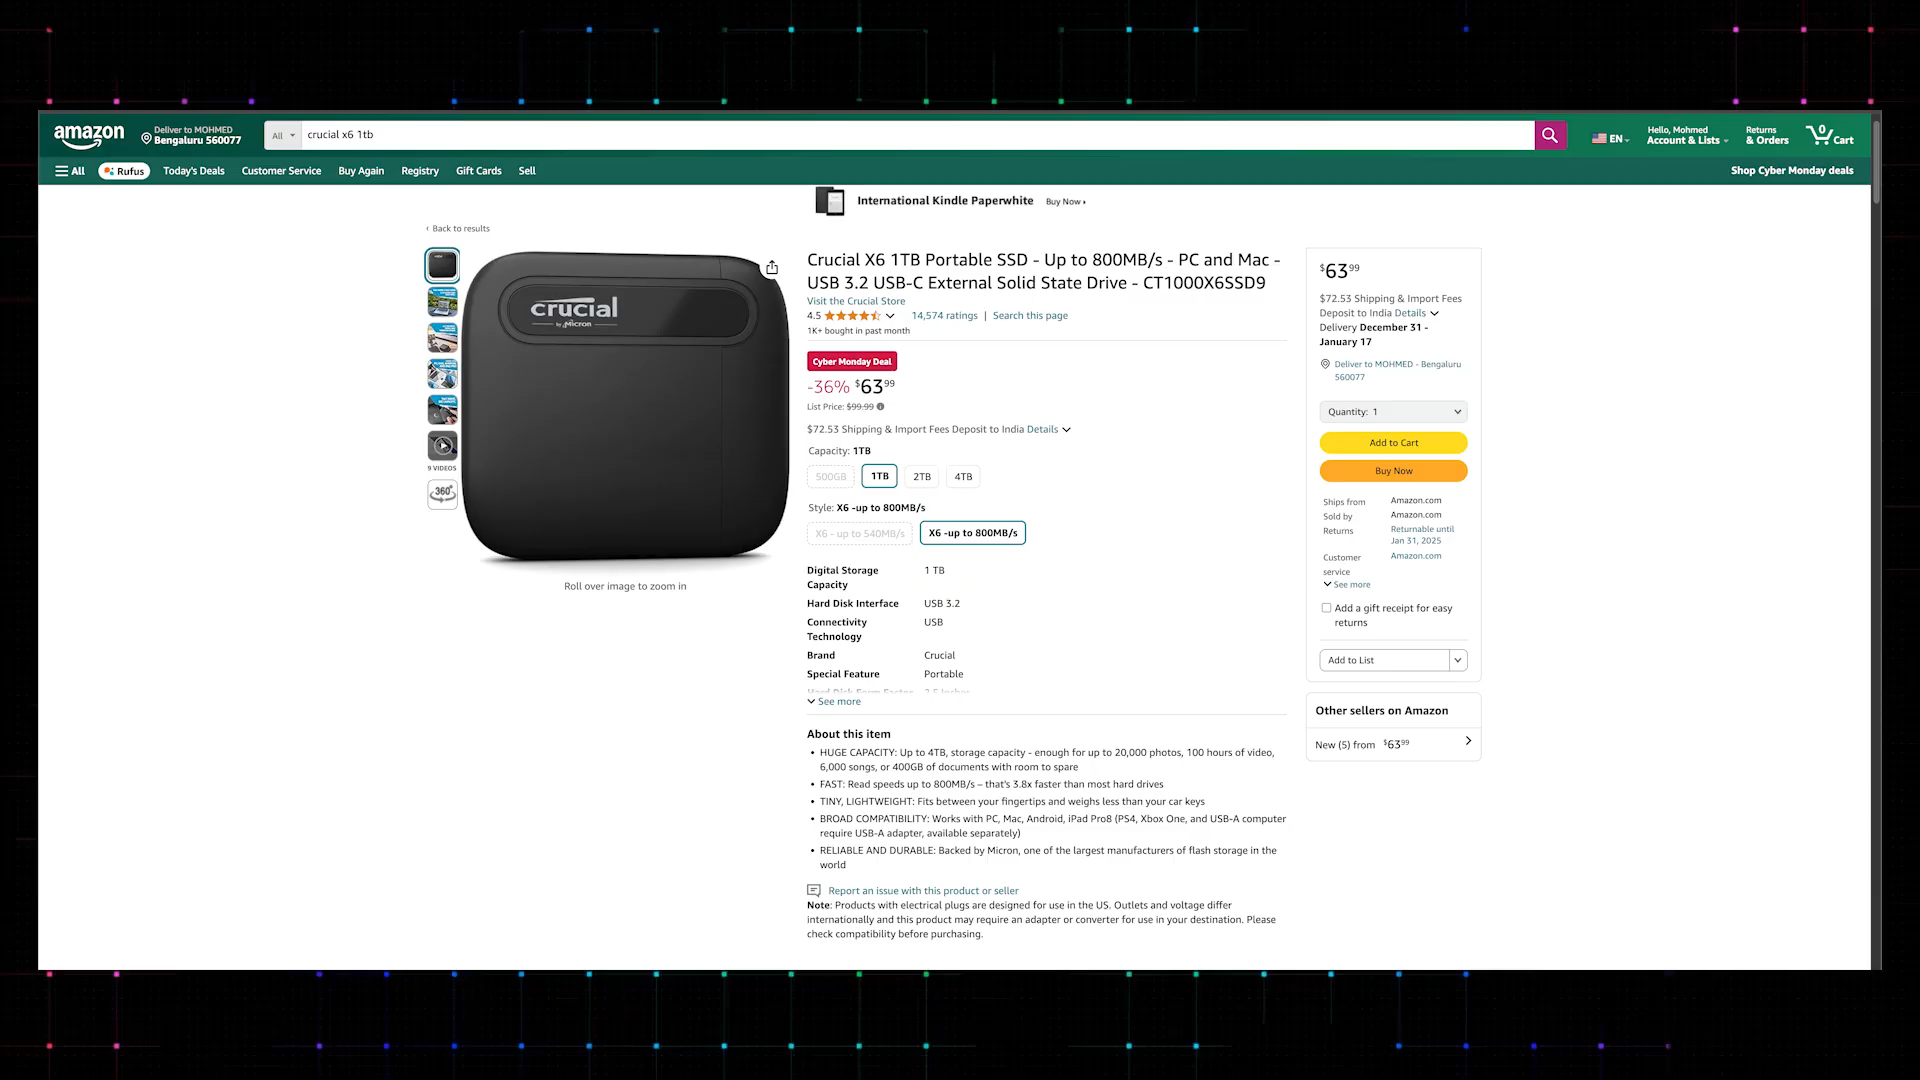 amazon
Deliver to MOHMED
Bengaluru 560077
All
crucial x6 1tb
EN
Hello, Mohmed
Account & Lists
Returns
& Orders
0
Cart
All
Rufus
Today's Deals
Customer Service
Buy Again
Registry
Gift Cards
Sell
Shop Cyber Monday deals
International Kindle Paperwhite
Buy Now ›
‹ Back to results
crucial
by Micron
9 VIDEOS
360°
Roll over image to zoom in
Crucial X6 1TB Portable SSD - Up to 800MB/s - PC and Mac -
USB 3.2 USB-C External Solid State Drive - CT1000X6SSD9
Visit the Crucial Store
4.5
14,574 ratings | Search this page
1K+ bought in past month
Cyber Monday Deal
-36% $63 99
List Price: $99.99
$72.53 Shipping & Import Fees Deposit to India Details
Capacity: 1TB
500GB
1TB
2TB
4TB
Style: X6 -up to 800MB/s
X6 - up to 540MB/s
X6 -up to 800MB/s
Digital Storage
Capacity
1 TB
Hard Disk Interface
USB 3.2
Connectivity
Technology
USB
Brand
Crucial
Special Feature
Portable
Hard Disk Form Factor
2.5 Inches
See more
About this item
• HUGE CAPACITY: Up to 4TB, storage capacity - enough for up to 20,000 photos, 100 hours of video,
6,000 songs, or 400GB of documents with room to spare
• FAST: Read speeds up to 800MB/s – that's 3.8x faster than most hard drives
• TINY, LIGHTWEIGHT: Fits between your fingertips and weighs less than your car keys
• BROAD COMPATIBILITY: Works with PC, Mac, Android, iPad Pro8 (PS4, Xbox One, and USB-A computer
require USB-A adapter, available separately)
• RELIABLE AND DURABLE: Backed by Micron, one of the largest manufacturers of flash storage in the
world
Report an issue with this product or seller
Note: Products with electrical plugs are designed for use in the US. Outlets and voltage differ
internationally and this product may require an adapter or converter for use in your destination. Please
check compatibility before purchasing.
$63 99
$72.53 Shipping & Import Fees
Deposit to India Details
Delivery December 31 -
January 17
Deliver to MOHMED - Bengaluru
560077
Quantity: 1
Add to Cart
Buy Now
Ships from
Amazon.com
Sold by
Amazon.com
Returns
Returnable until
Jan 31, 2025
Customer
service
Amazon.com
See more
Add a gift receipt for easy
returns
Add to List
Other sellers on Amazon
New (5) from $63 99